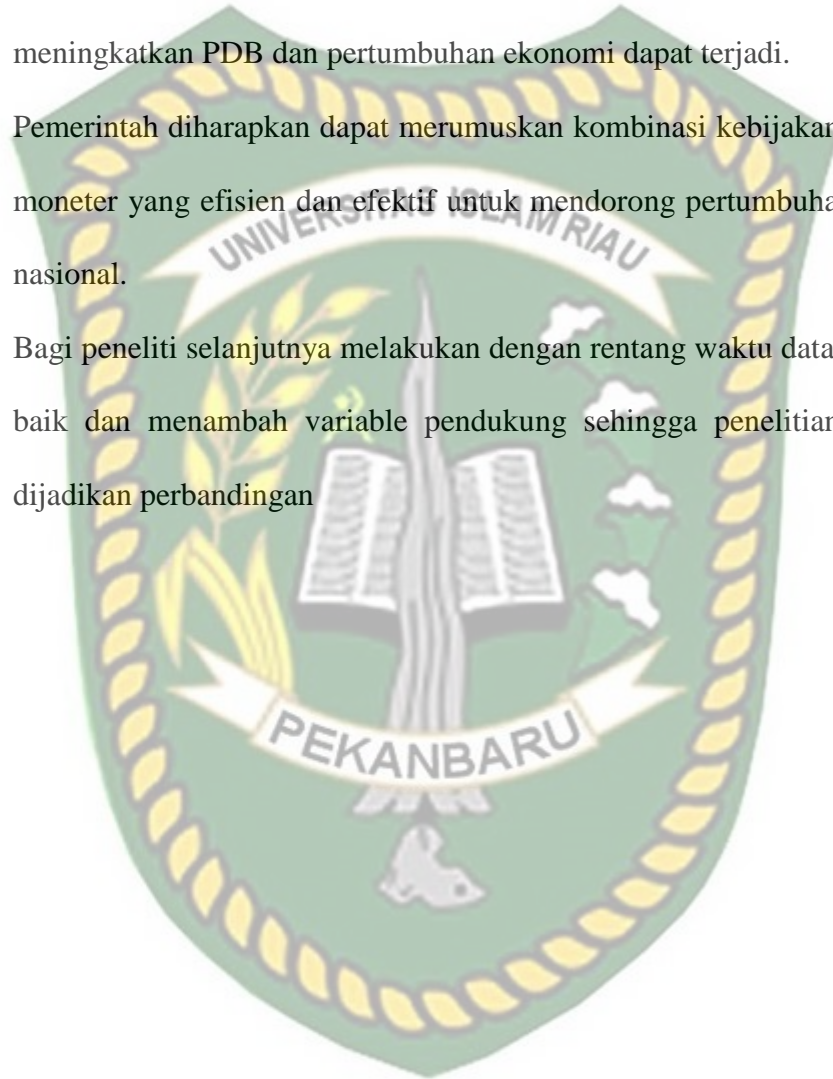 meningkatkan PDB dan pertumbuhan ekonomi dapat terjadi.
Pemerintah diharapkan dapat merumuskan kombinasi kebijakan
moneter yang efisien dan efektif untuk mendorong pertumbuha
UNIVERSITAS ISLAM RIAU
nasional.
Bagi peneliti selanjutnya melakukan dengan rentang waktu data
baik dan menambah variable pendukung sehingga penelitian
dijadikan perbandingan
PEKANBARU